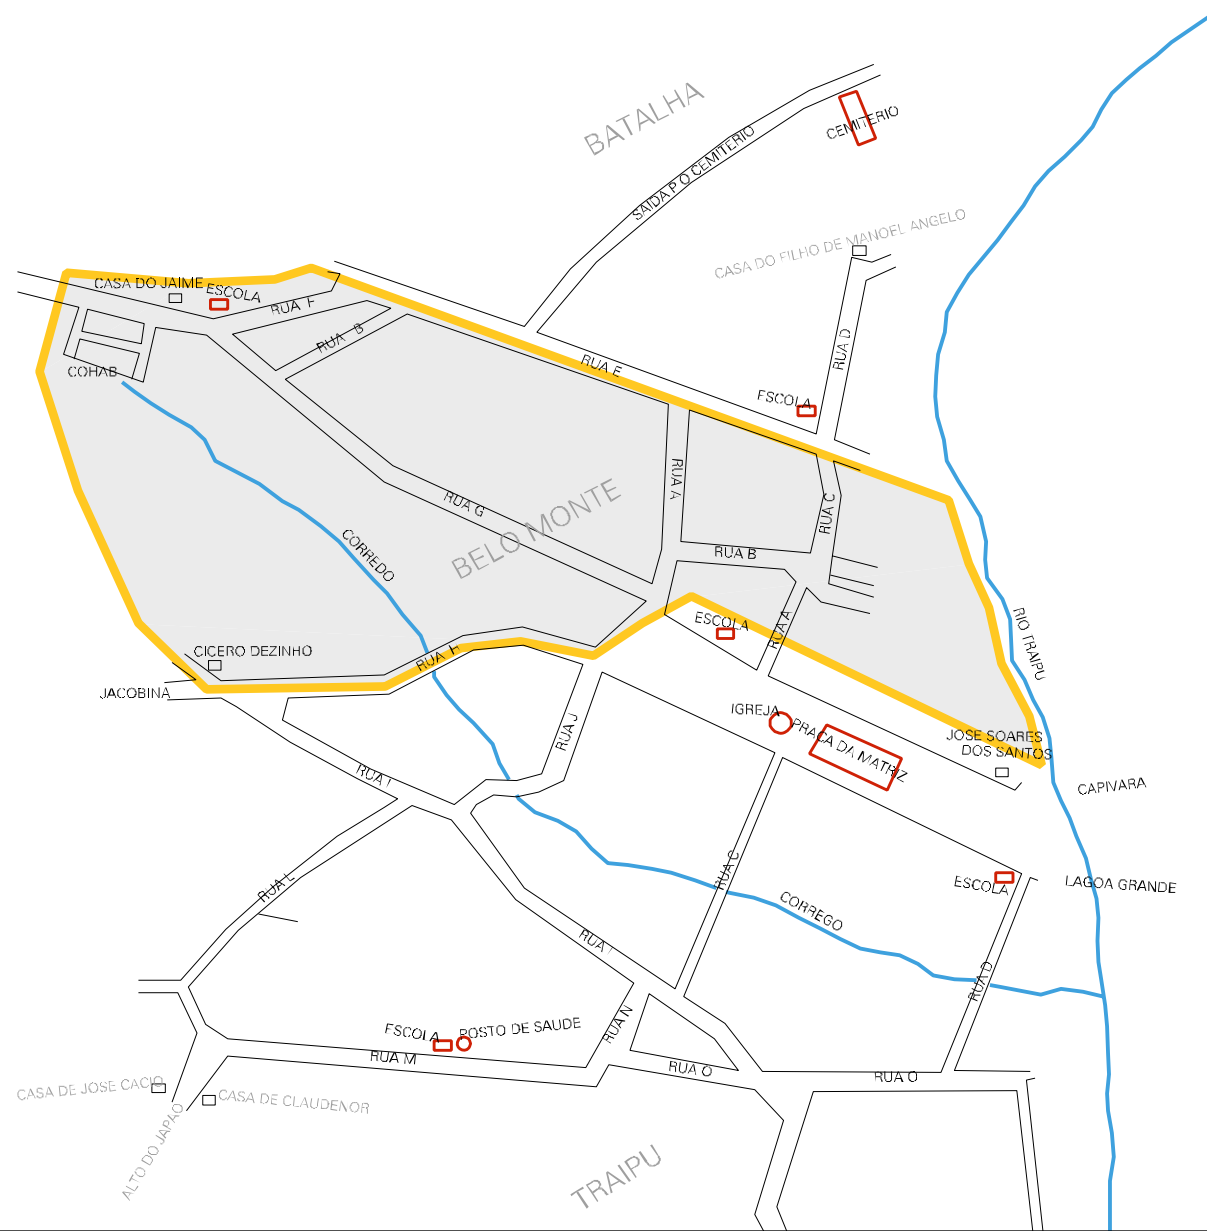 BATALHA
CEMITERIO
SAIDA P O CEMITERIO
CASA DO FILHO DE MANOEL ANGELO
CASA DO JAIME
ESCOLA
RUA F
RUA B
RUA E
RUA D
COHAB
ESCOLA
RUA A
RUA G
RUA C
BELO MONTE
CORREDO
RUA B
ESCOLA
RUA A
RIO TRAIPU
CICERO DEZINHO
RUA H
JACOBINA
IGREJA
PRACA DA MATRIZ
RUA J
JOSE SOARES
DOS SANTOS
RUA I
CAPIVARA
RUA C
RUA L
ESCOLA
LAGOA GRANDE
CORREGO
RUA I
RUA D
RUA N
ESCOLA
POSTO DE SAUDE
RUA M
RUA O
RUA O
CASA DE JOSE CACIO
CASA DE CLAUDENOR
ALTO DO JAPAO
TRAIPU